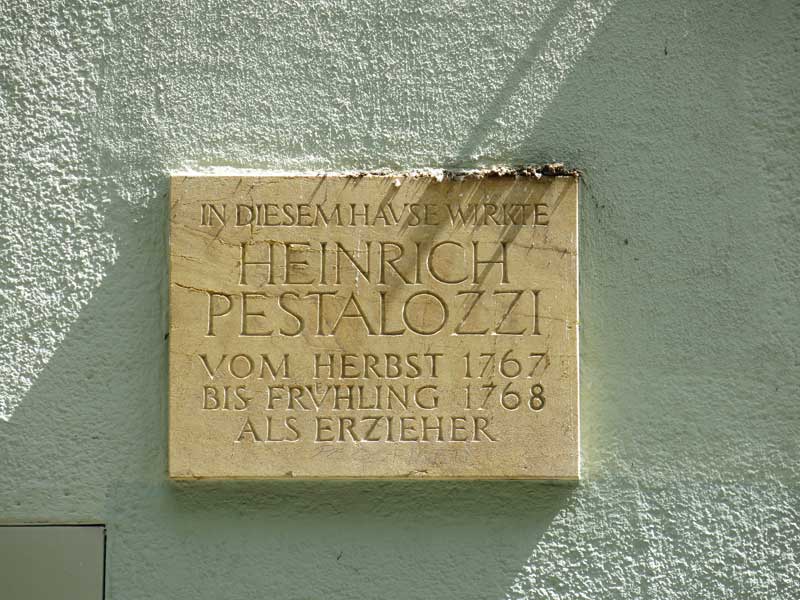 IN DIESEM HAVSE WIRKTE
HEINRICH
PESTALOZZI
VOM HERBST 1767
BIS FRVHLING 1768
ALS ERZIEHER